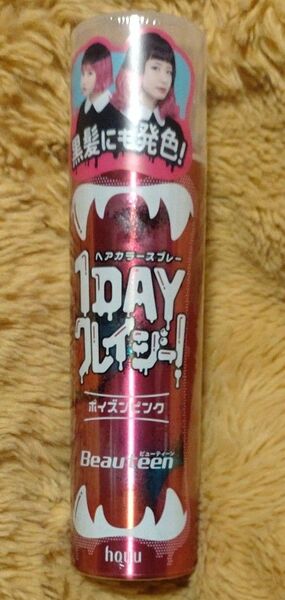 黒髪にも発色!
ヘアカラースプレー
1DAY
クレイジー!
ポイズンピンク
ビューティーン
Beauteen
hoyu